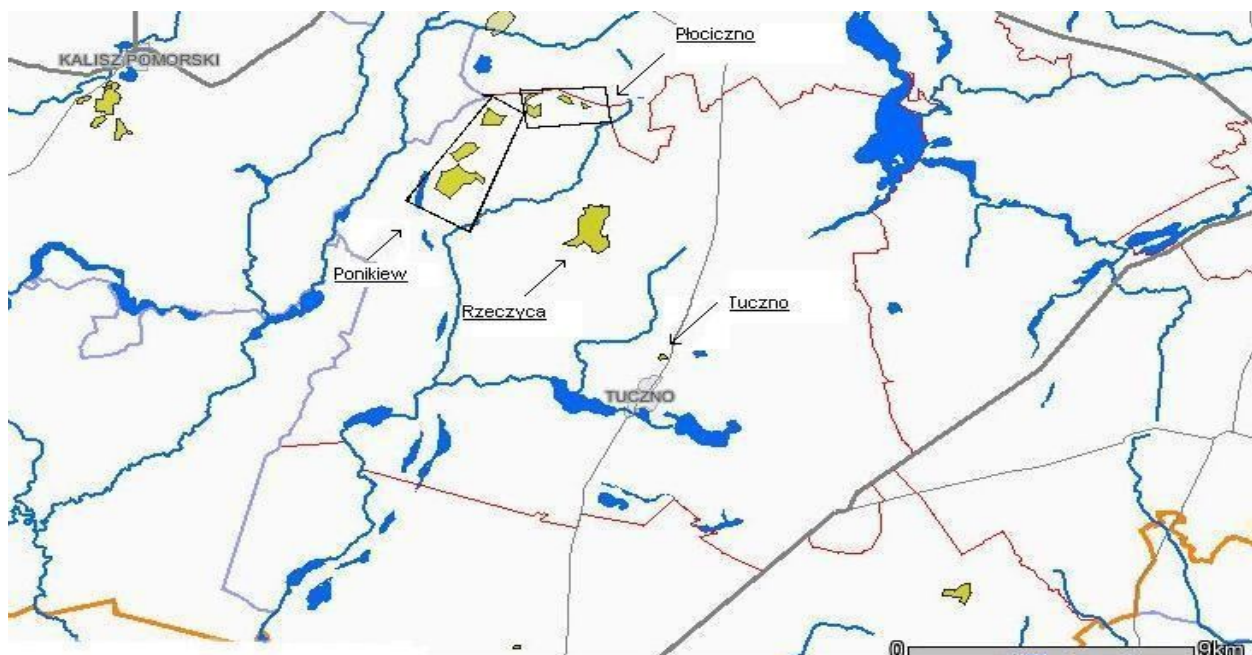 Płociczno
KALISZ POMORSKI
Ponikiew
Rzeczyca
Tuczno
TUCZNO
0 9km